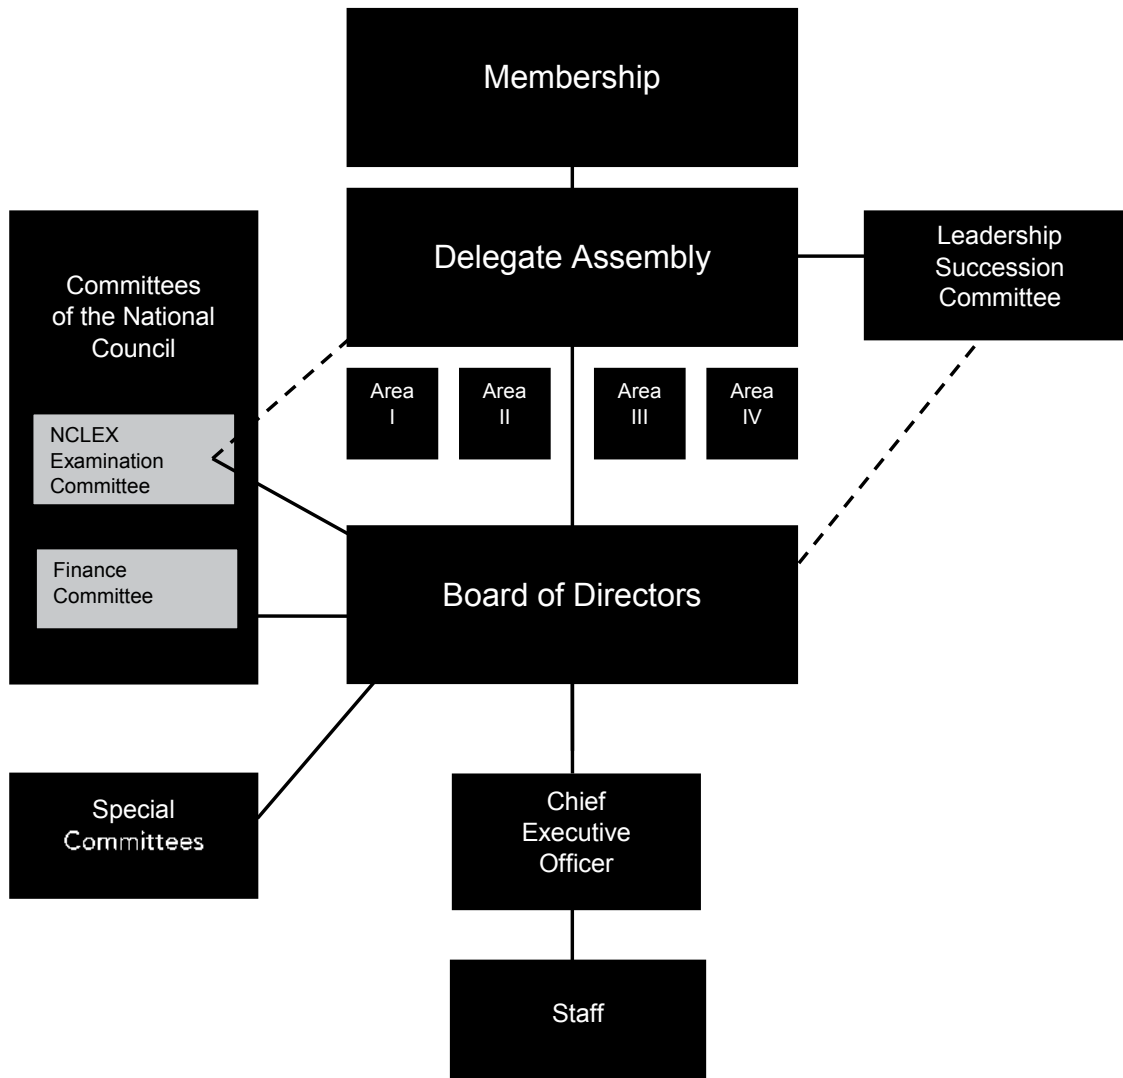 Membership
Delegate Assembly
Leadership
Succession
Committee
Committees
of the National
Council
Area
I
Area
II
Area
III
Area
IV
NCLEX
Examination
Committee
Finance
Committee
Board of Directors
Special
Committees
Chief
Executive
Officer
Staff